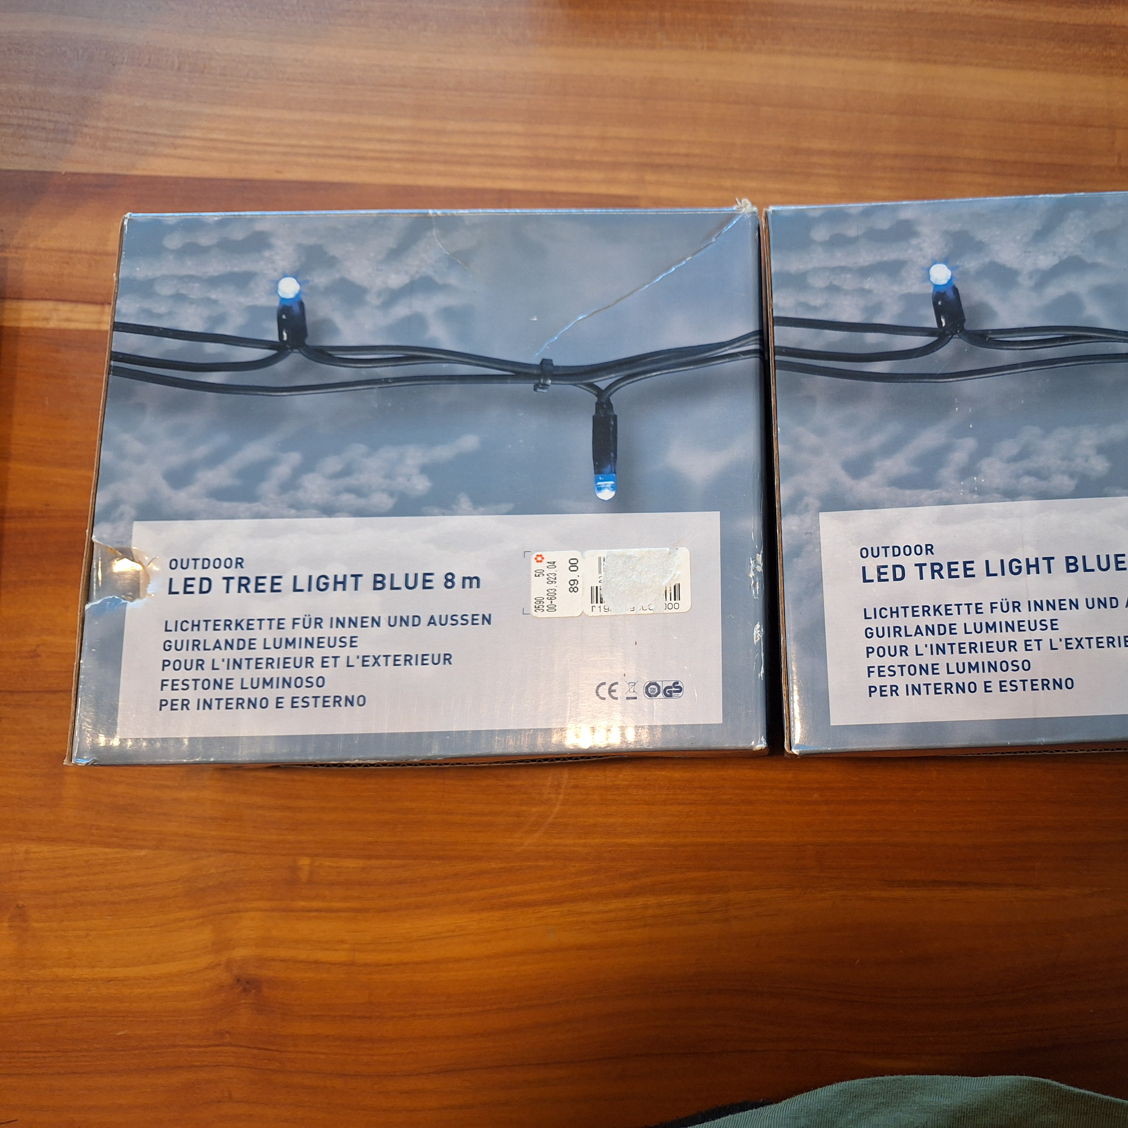 OUTDOOR
LED TREE LIGHT BLUE 8 m
LICHTERKETTE FÜR INNEN UND AUSSEN
GUIRLANDE LUMINEUSE
POUR L'INTERIEUR ET L'EXTERIEUR
FESTONE LUMINOSO
PER INTERNO E ESTERNO
3590 50
00-603.923 04
89.00
CE GS
OUTDOOR
LED TREE LIGHT BLUE
LICHTERKETTE FÜR INNEN UND
GUIRLANDE LUMINEUSE
POUR L'INTERIEUR ET L'EXTERIE
FESTONE LUMINOSO
PER INTERNO E ESTERNO